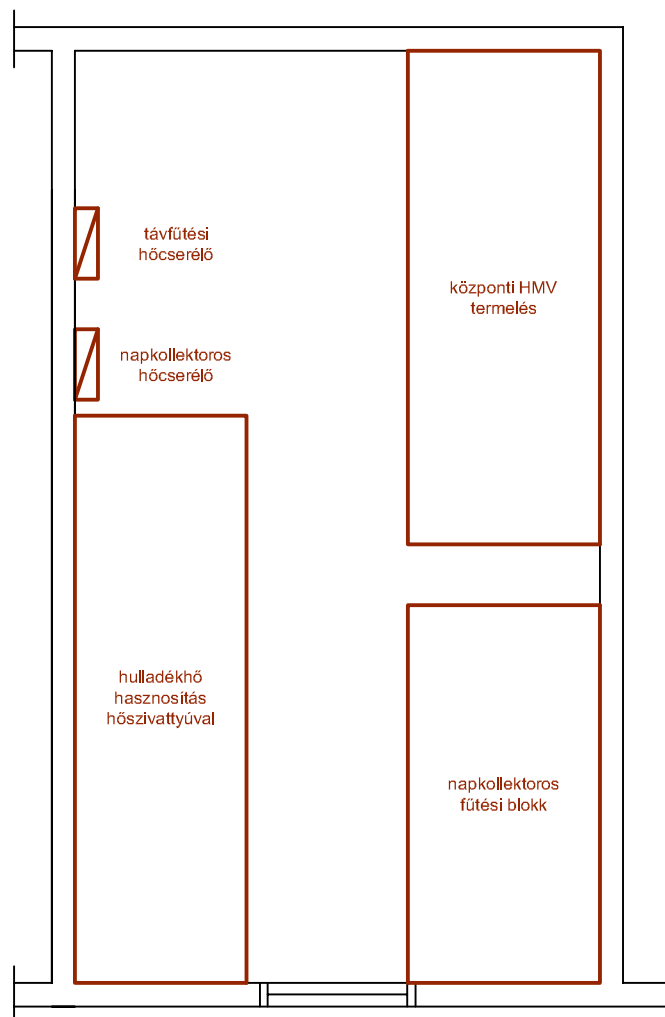 távfűtési
hőcserélő
központi HMV
termelés
napkollektoros
hőcserélő
hulladékhő
hasznosítás
hőszivattyúval
napkollektoros
fűtési blokk